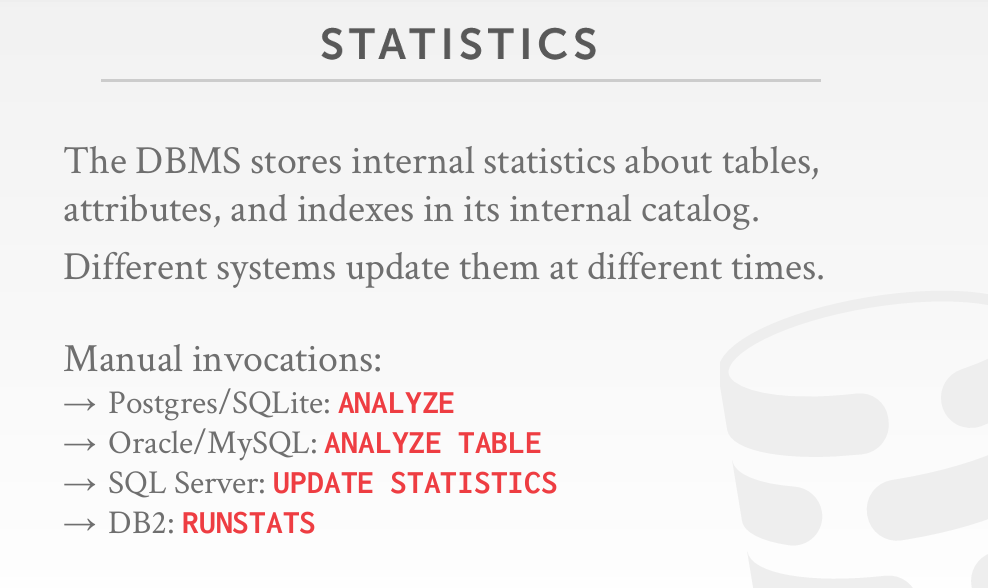 STATISTICS
The DBMS stores internal statistics about tables,
attributes, and indexes in its internal catalog.
Different systems update them at different times.
Manual invocations:
→ Postgres/SQLite: ANALYZE
→ Oracle/MySQL: ANALYZE TABLE
→ SQL Server: UPDATE STATISTICS
→ DB2: RUNSTATS